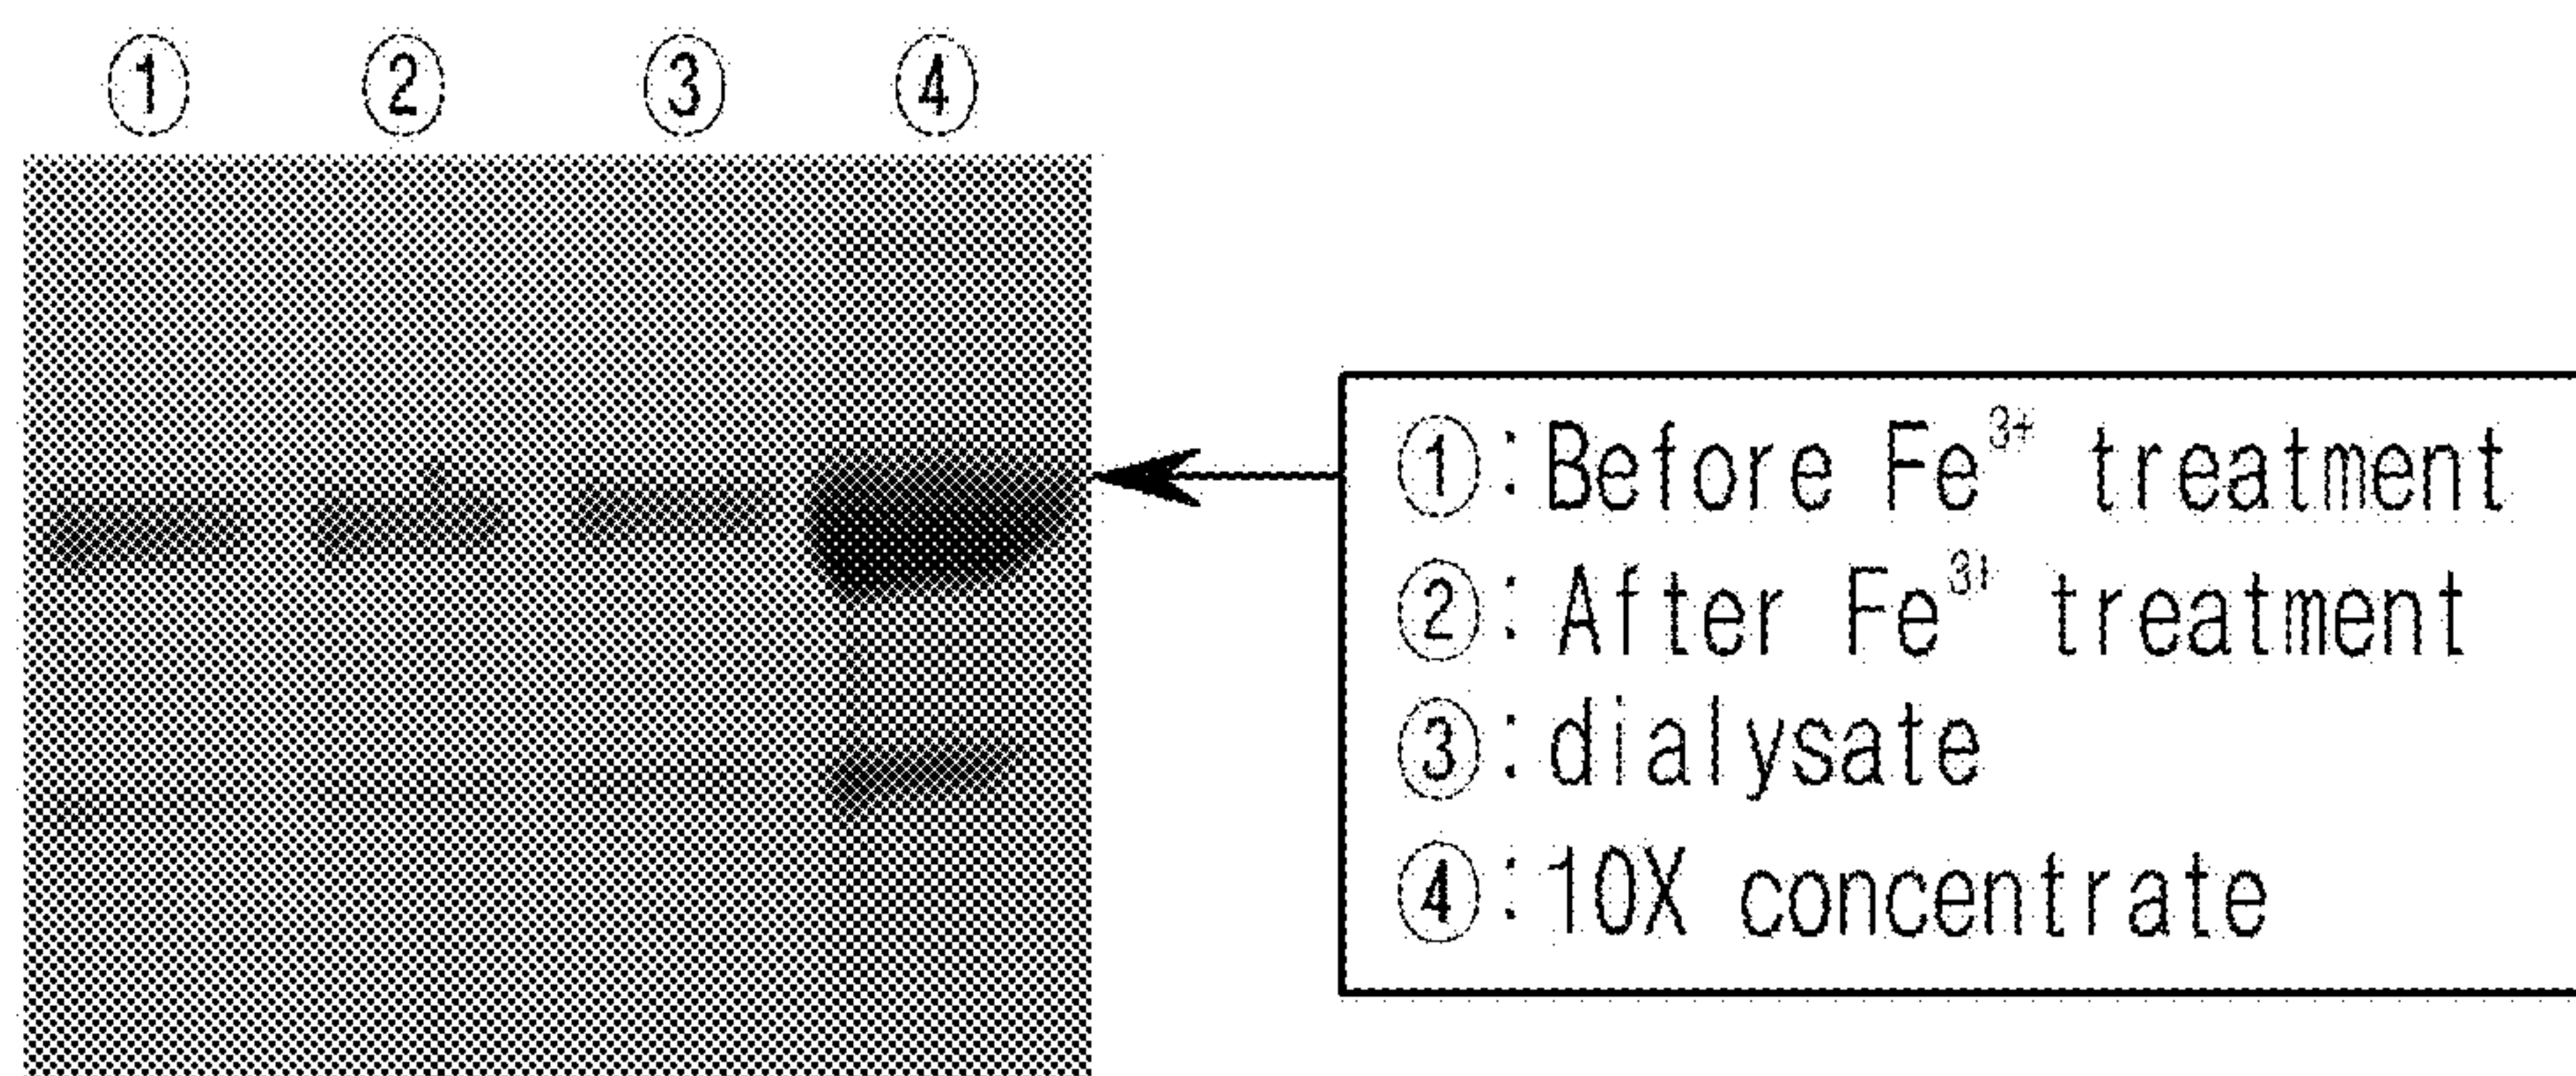 ① ② ③ ④
①:Before Fe³⁺ treatment
②:After Fe³⁺ treatment
③:dialysate
④:10X concentrate